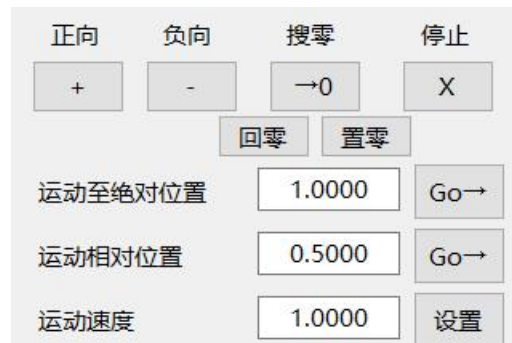 正向 负向 搜零 停止
+ - →0 X
回零 置零
运动至绝对位置 1.0000 Go→
运动相对位置 0.5000 Go→
运动速度 1.0000 设置